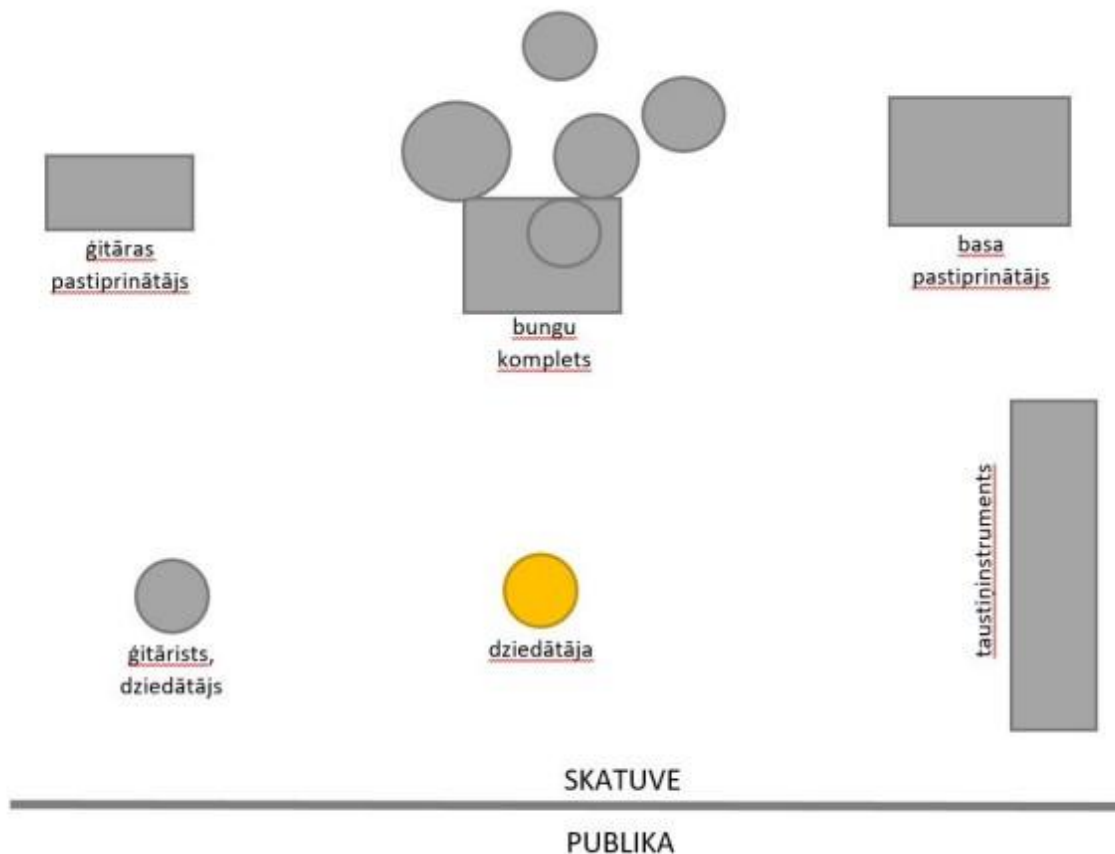 ģitāras
pastiprinātājs
bungu
komplets
basa
pastiprinātājs
taustiņinstruments
ģitārists,
dziedātājs
dziedātāja
SKATUVE
PUBLIKA